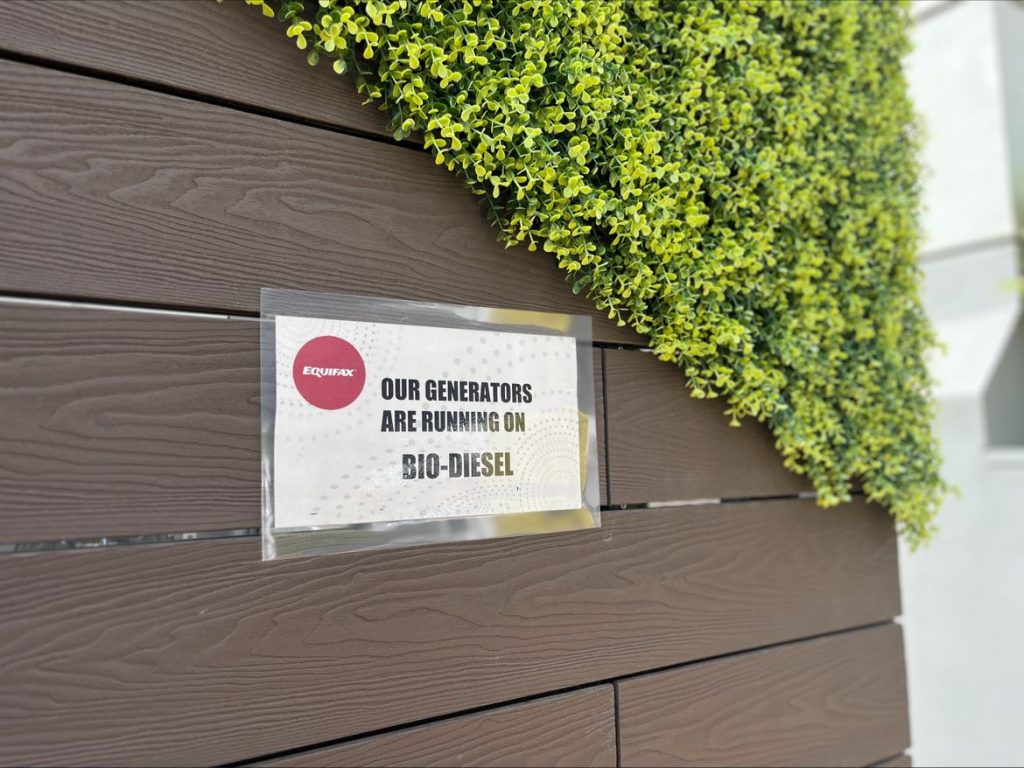 EQUIFAX
OUR GENERATORS
ARE RUNNING ON
BIO-DIESEL